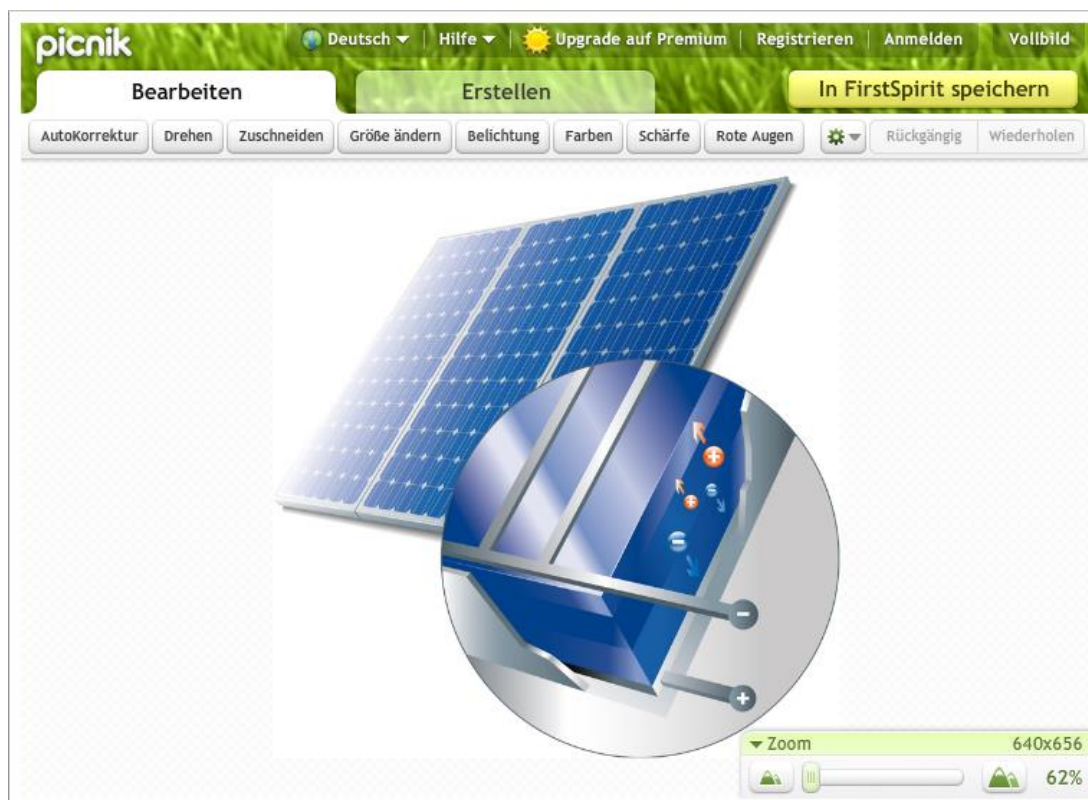 picnik Deutsch Hilfe Upgrade auf Premium Registrieren Anmelden Vollbild
Bearbeiten Erstellen In FirstSpirit speichern
AutoKorrektur Drehen Zuschneiden Größe ändern Belichtung Farben Schärfe Rote Augen Rückgängig Wiederholen
+
-
+
-
-
+
Zoom 640x656
62%